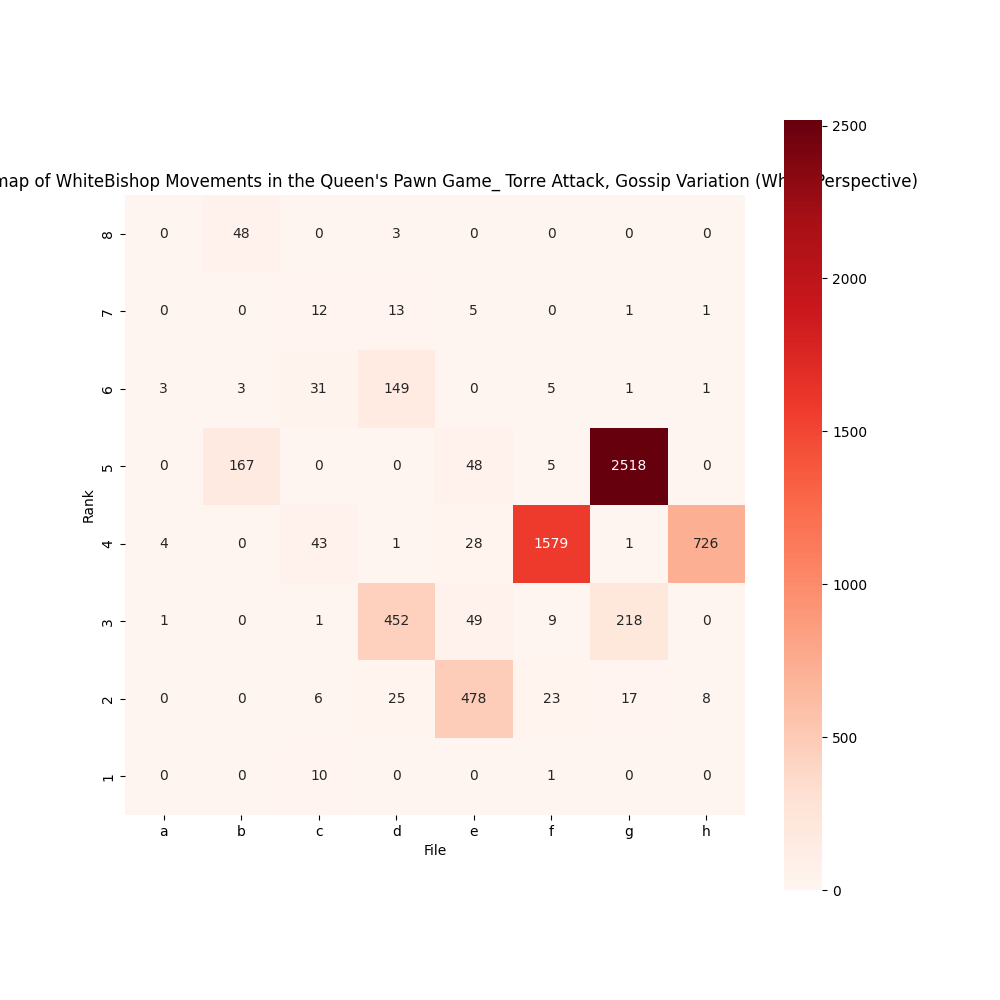 map of WhiteBishop Movements in the Queen's Pawn Game_ Torre Attack, Gossip Variation (Wh Perspective)
8 0 48 0 3 0 0 0 0
7 0 0 12 13 5 0 1 1
6 3 3 31 149 0 5 1 1
5 0 167 0 0 48 5 2518 0
4 4 0 43 1 28 1579 1 726
3 1 0 1 452 49 9 218 0
2 0 0 6 25 478 23 17 8
1 0 0 10 0 0 1 0 0
a b c d e f g h
File
Rank
2500
2000
1500
1000
500
0